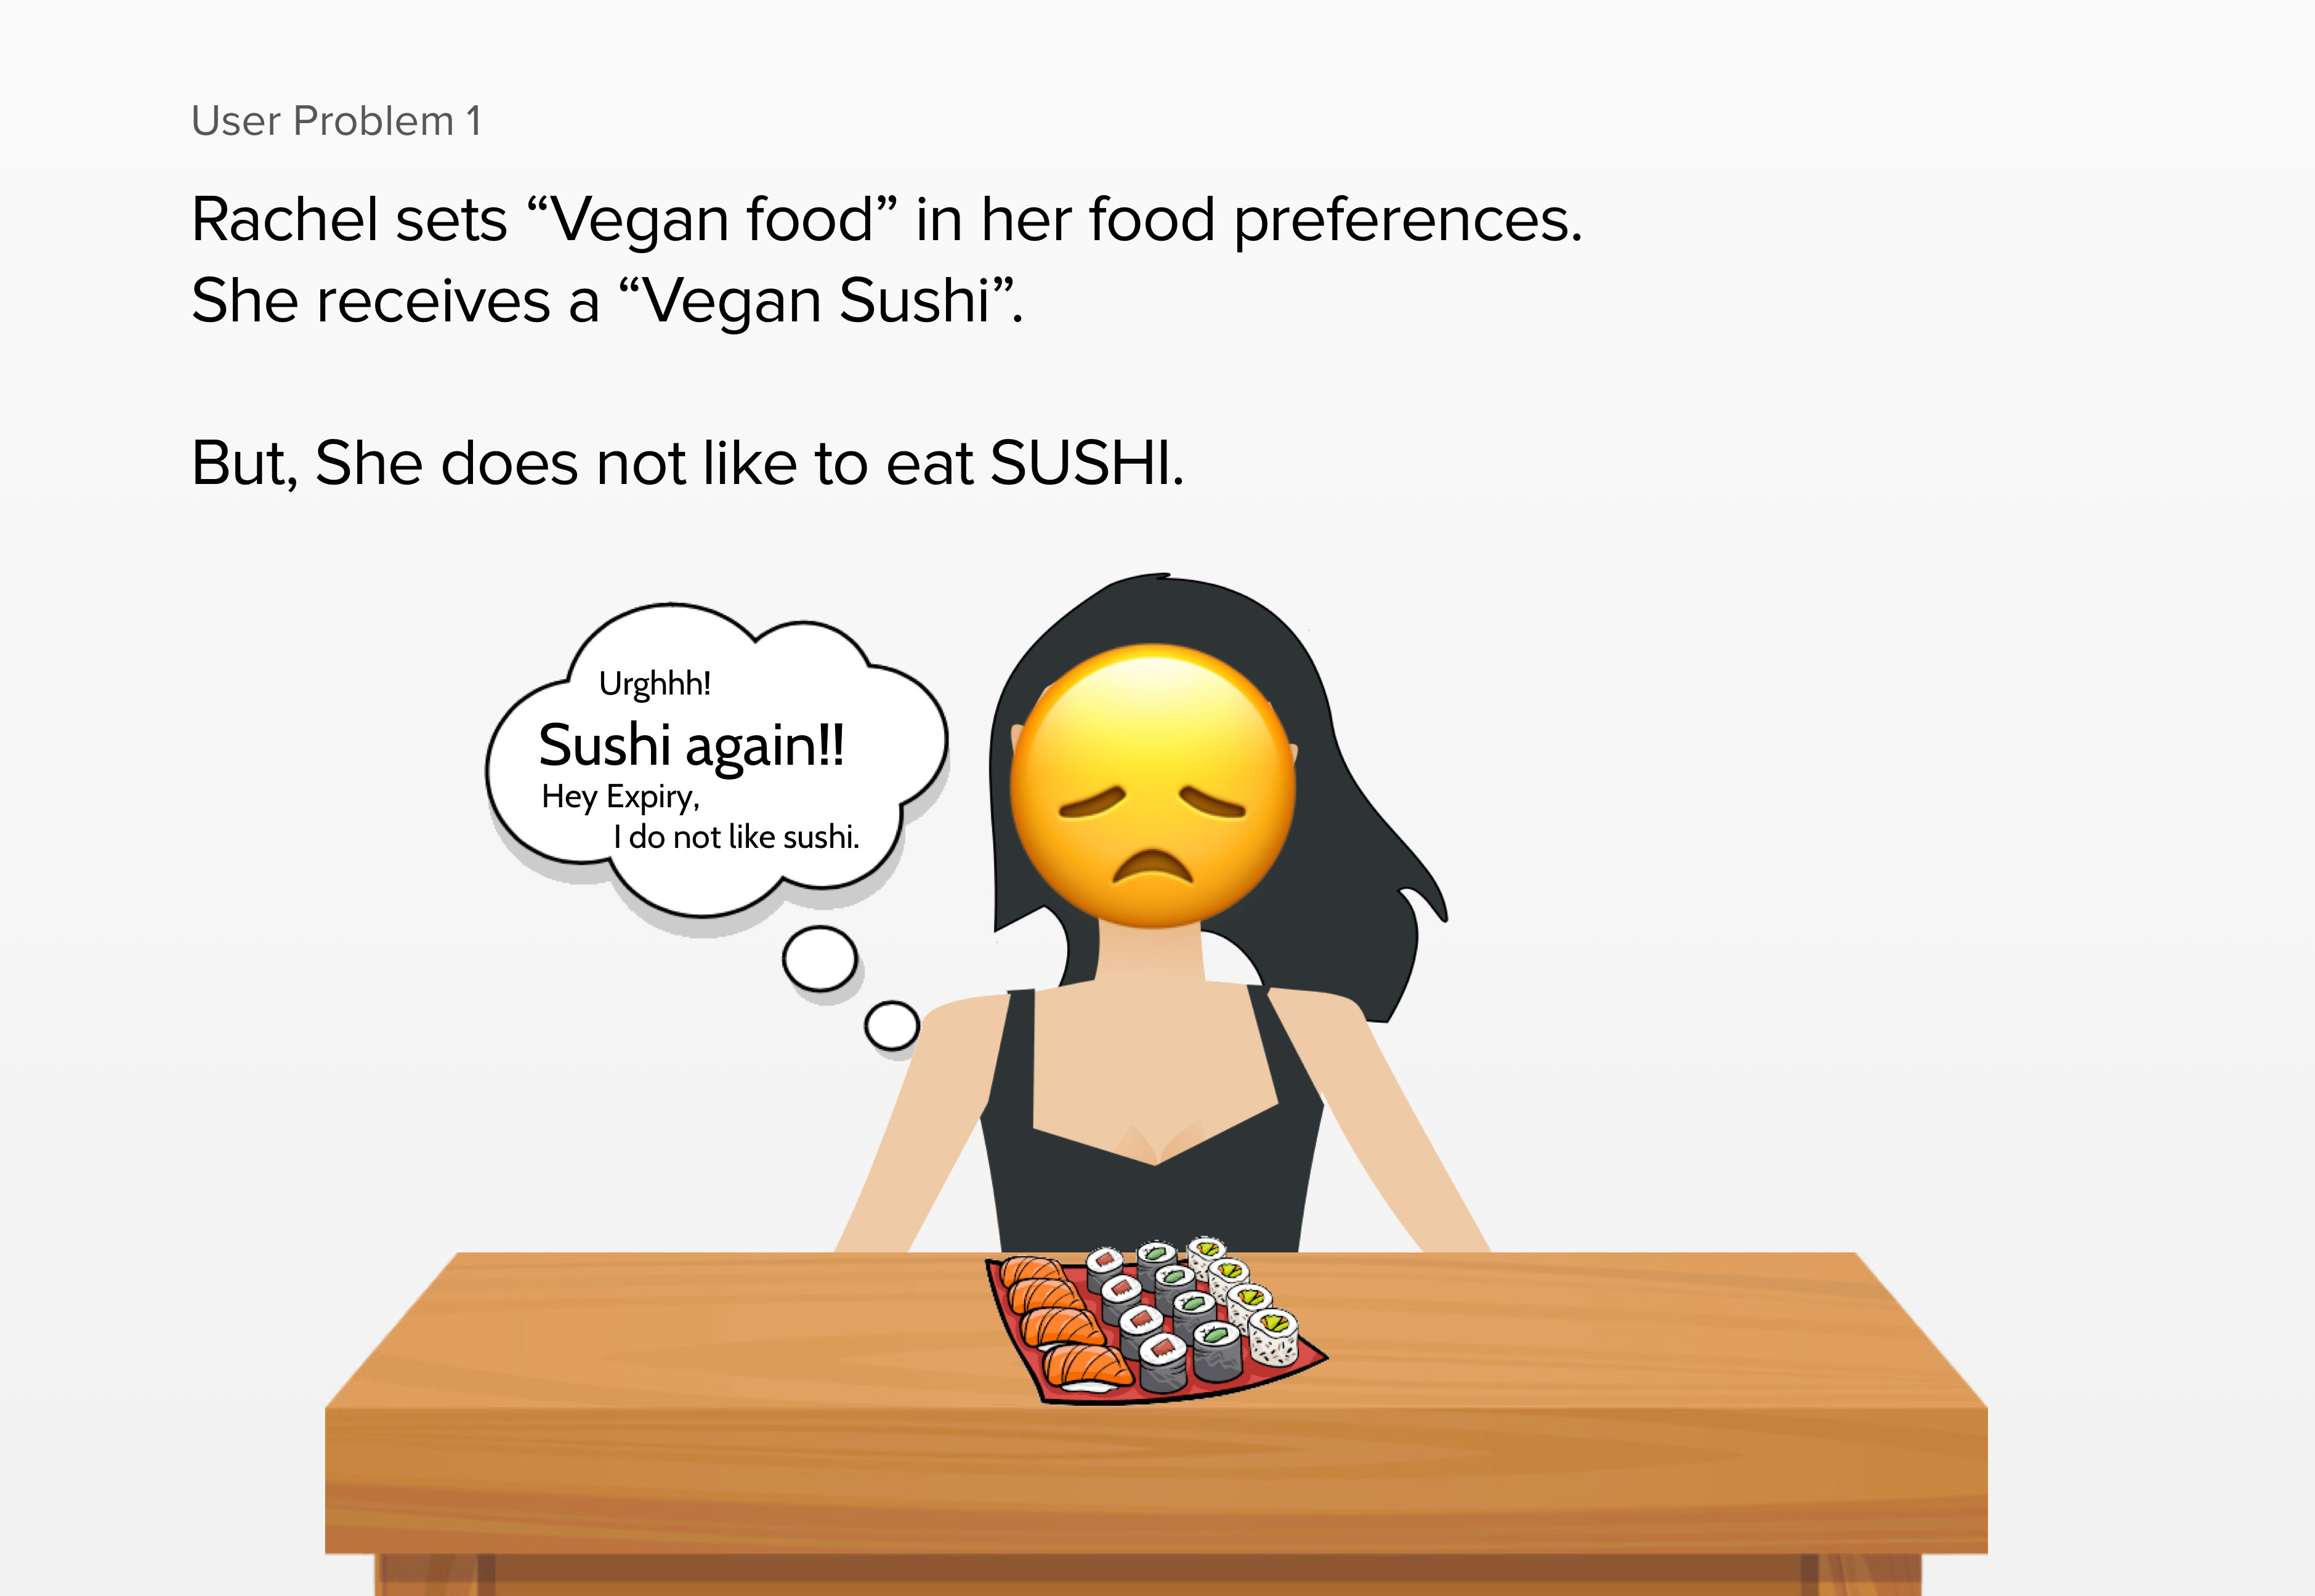 User Problem 1
Rachel sets “Vegan food” in her food preferences.
She receives a “Vegan Sushi”.
But, She does not like to eat SUSHI.
Urghhh!
Sushi again!!
Hey Expiry,
I do not like sushi.